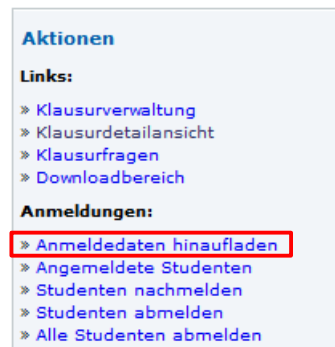 Aktionen
Links:
» Klausurverwaltung
» Klausurdetailansicht
» Klausurfragen
» Downloadbereich
Anmeldungen:
» Anmeldedaten hinaufladen
» Angemeldete Studenten
» Studenten nachmelden
» Studenten abmelden
» Alle Studenten abmelden